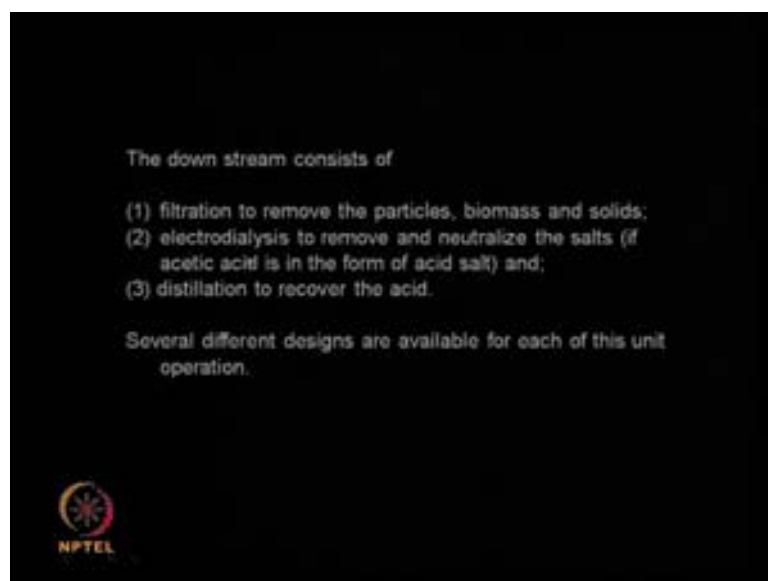 The down stream consists of
(1) filtration to remove the particles, biomass and solids;
(2) electrodialysis to remove and neutralize the salts (if
acetic acid is in the form of acid salt) and;
(3) distillation to recover the acid.
Several different designs are available for each of this unit
operation.
NPTEL